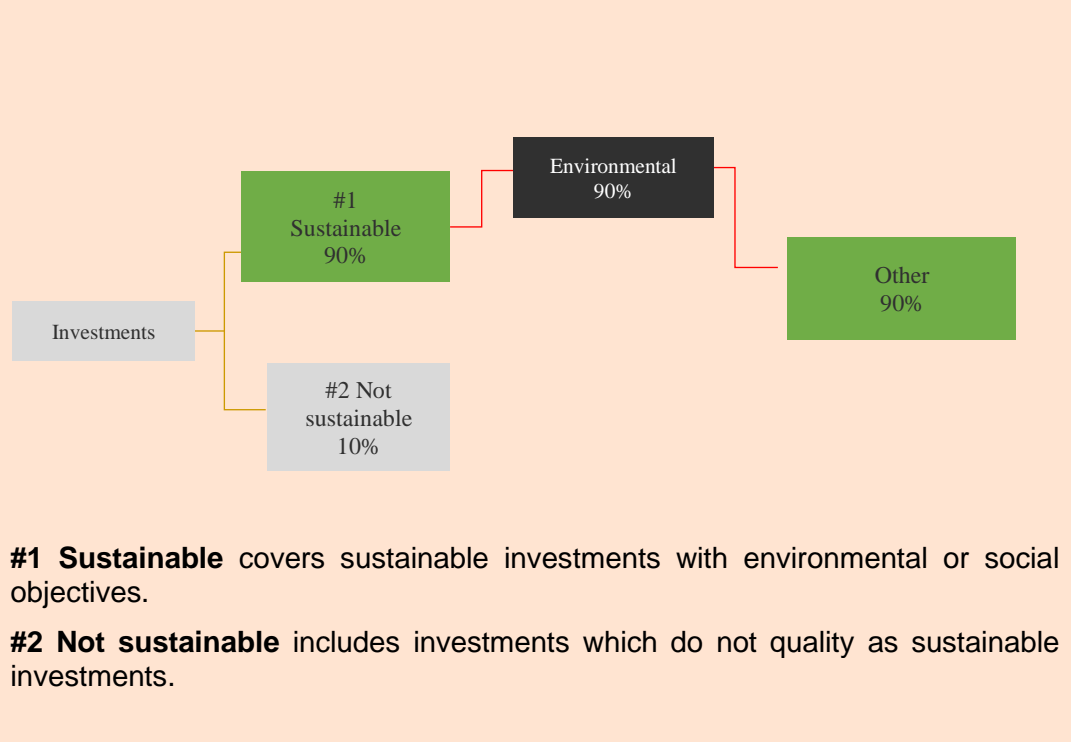 Environmental
90%
#1
Sustainable
90%
Other
90%
Investments
#2 Not
sustainable
10%
#1 Sustainable covers sustainable investments with environmental or social
objectives.
#2 Not sustainable includes investments which do not quality as sustainable
investments.